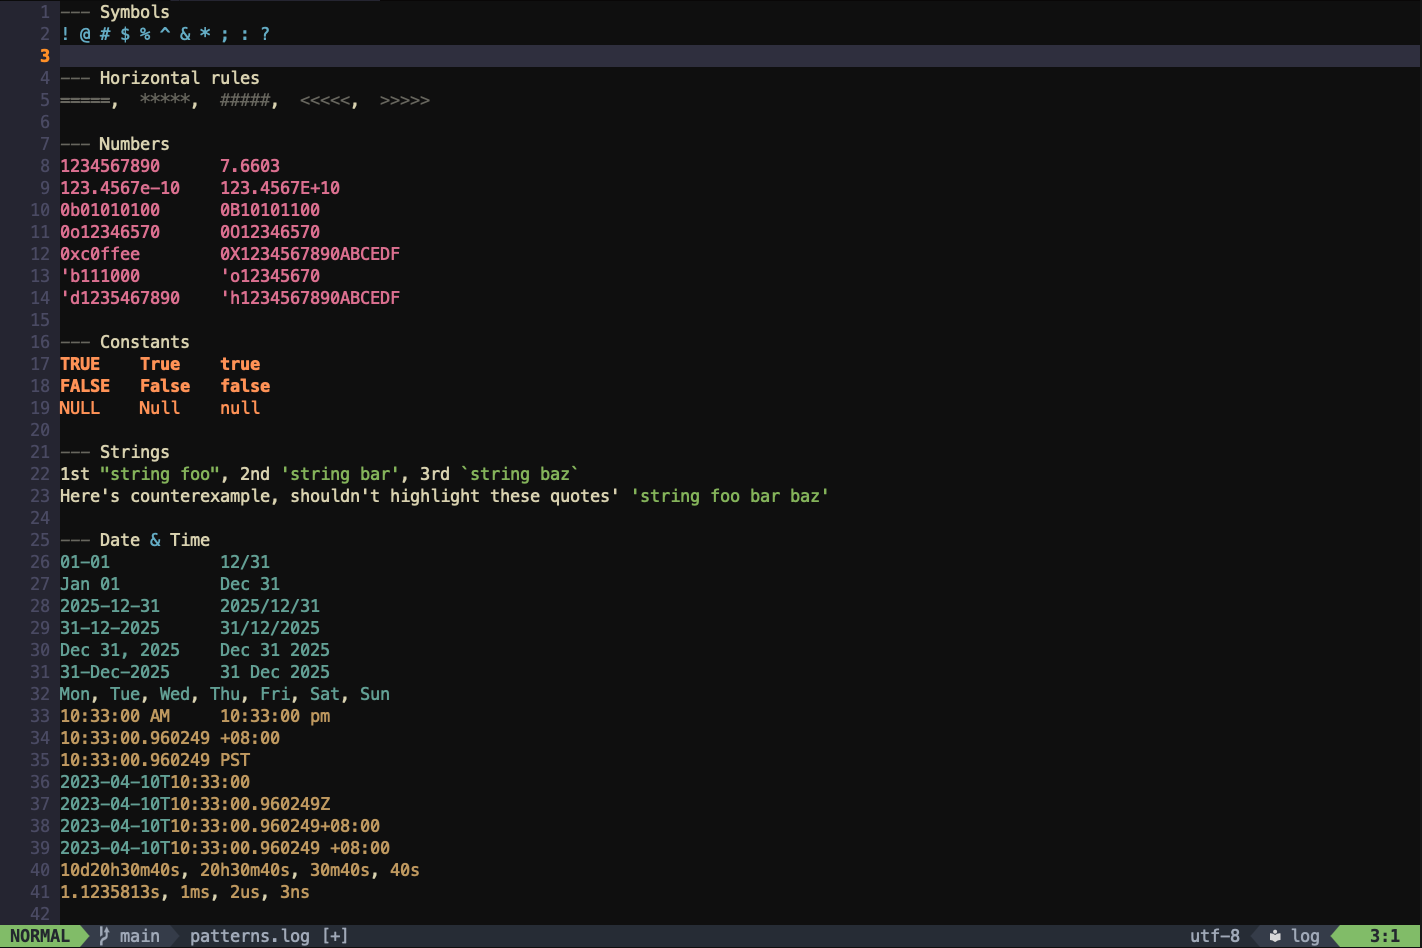 1 --- Symbols
2 ! @ # $ % ^ & * ; : ?
3
4 --- Horizontal rules
5 =====,  *****,  #####,  <<<<<,  >>>>>
6
7 --- Numbers
8 1234567890      7.6603
9 123.4567e-10    123.4567E+10
10 0b01010100      0B10101100
11 0o12346570      0O12346570
12 0xc0ffee        0X1234567890ABCEDF
13 'b111000        'o12345670
14 'd1235467890    'h1234567890ABCEDF
15
16 --- Constants
17 TRUE    True    true
18 FALSE   False   false
19 NULL    Null    null
20
21 --- Strings
22 1st "string foo", 2nd 'string bar', 3rd `string baz`
23 Here's counterexample, shouldn't highlight these quotes' 'string foo bar baz'
24
25 --- Date & Time
26 01-01           12/31
27 Jan 01          Dec 31
28 2025-12-31      2025/12/31
29 31-12-2025      31/12/2025
30 Dec 31, 2025    Dec 31 2025
31 31-Dec-2025     31 Dec 2025
32 Mon, Tue, Wed, Thu, Fri, Sat, Sun
33 10:33:00 AM     10:33:00 pm
34 10:33:00.960249 +08:00
35 10:33:00.960249 PST
36 2023-04-10T10:33:00
37 2023-04-10T10:33:00.960249Z
38 2023-04-10T10:33:00.960249+08:00
39 2023-04-10T10:33:00.960249 +08:00
40 10d20h30m40s, 20h30m40s, 30m40s, 40s
41 1.1235813s, 1ms, 2us, 3ns
42
NORMAL main patterns.log [+] utf-8 log 3:1